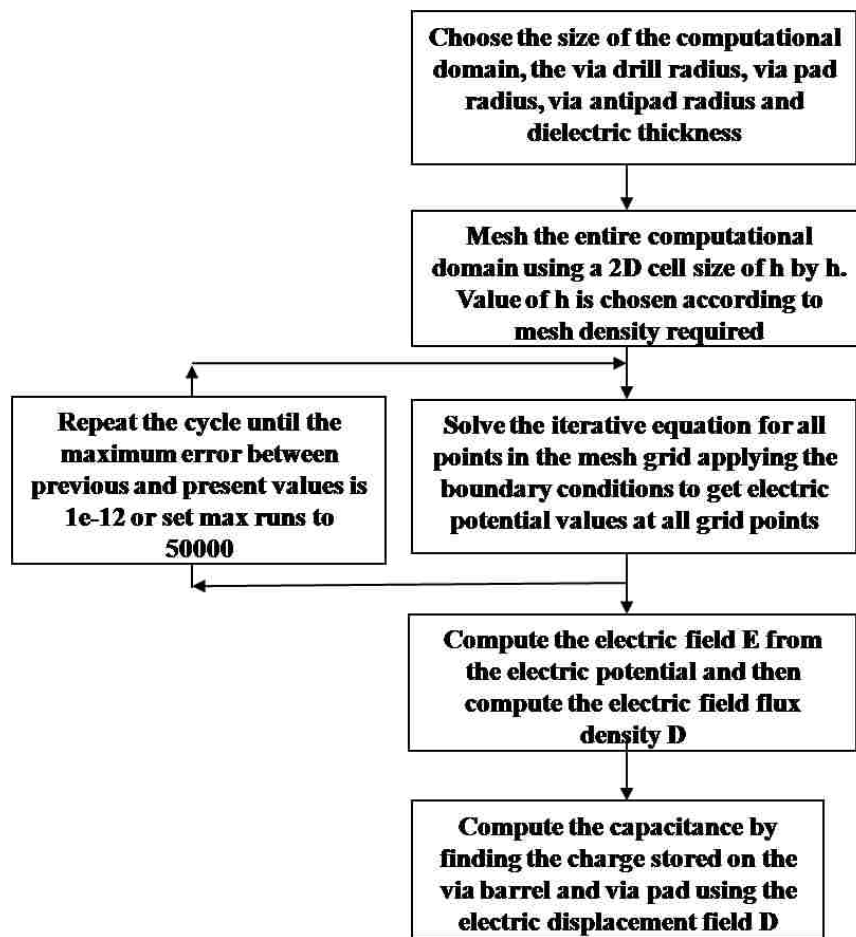 Choose the size of the computational
domain, the via drill radius, via pad
radius, via antipad radius and
dielectric thickness
Mesh the entire computational
domain using a 2D cell size of h by h.
Value of h is chosen according to
mesh density required
Repeat the cycle until the
maximum error between
previous and present values is
1e-12 or set max runs to
50000
Solve the iterative equation for all
points in the mesh grid applying the
boundary conditions to get electric
potential values at all grid points
Compute the electric field E from
the electric potential and then
compute the electric field flux
density D
Compute the capacitance by
finding the charge stored on the
via barrel and via pad using the
electric displacement field D